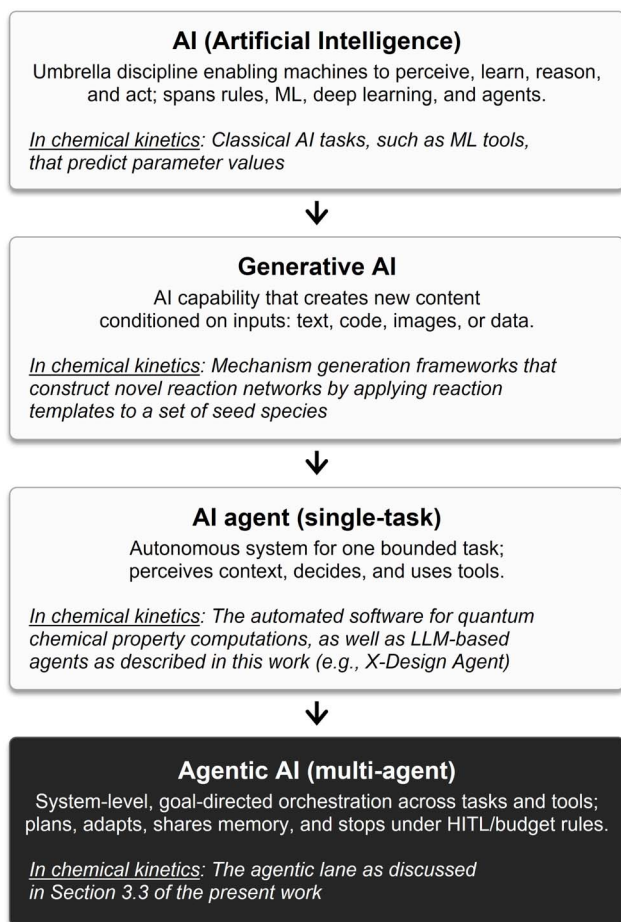 AI (Artificial Intelligence)
Umbrella discipline enabling machines to perceive, learn, reason,
and act; spans rules, ML, deep learning, and agents.
In chemical kinetics: Classical AI tasks, such as ML tools,
that predict parameter values
Generative AI
AI capability that creates new content
conditioned on inputs: text, code, images, or data.
In chemical kinetics: Mechanism generation frameworks that
construct novel reaction networks by applying reaction
templates to a set of seed species
AI agent (single-task)
Autonomous system for one bounded task;
perceives context, decides, and uses tools.
In chemical kinetics: The automated software for quantum
chemical property computations, as well as LLM-based
agents as described in this work (e.g., X-Design Agent)
Agentic AI (multi-agent)
System-level, goal-directed orchestration across tasks and tools;
plans, adapts, shares memory, and stops under HITL/budget rules.
In chemical kinetics: The agentic lane as discussed
in Section 3.3 of the present work